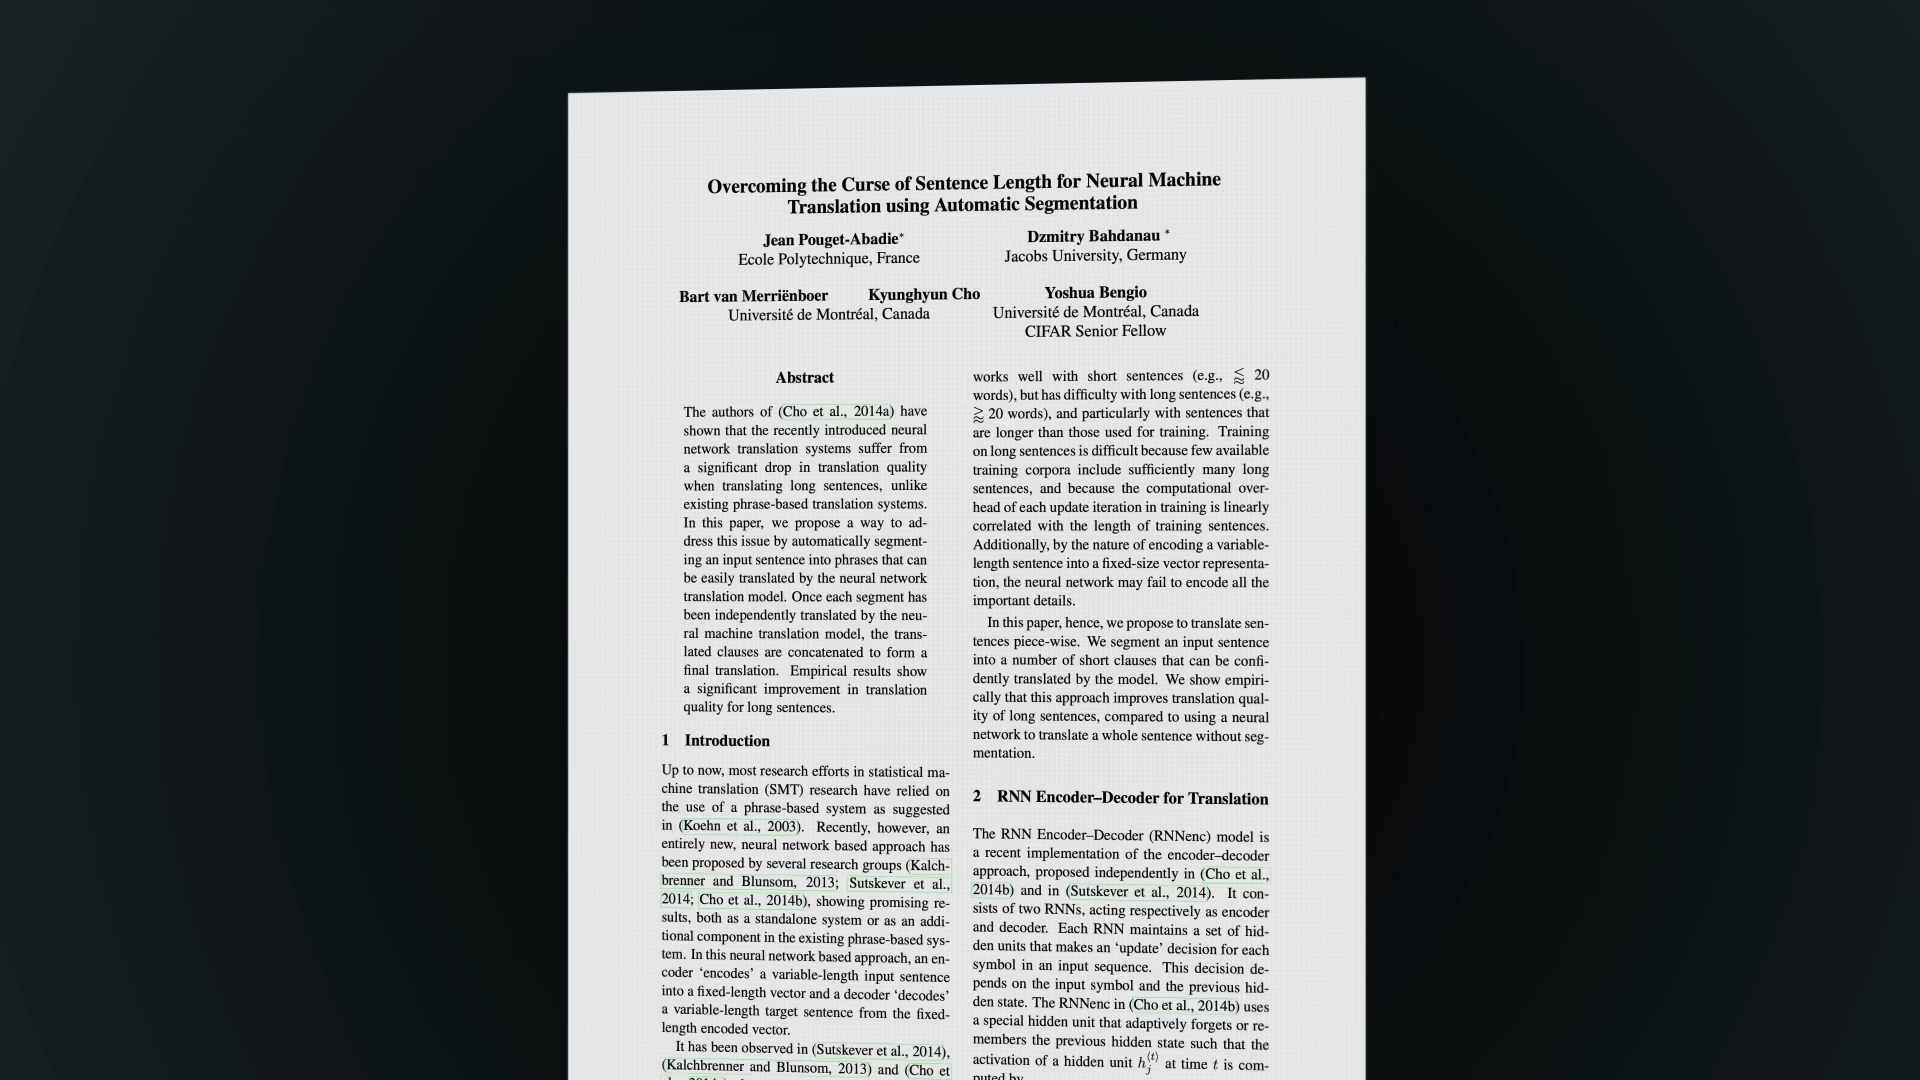 Overcoming the Curse of Sentence Length for Neural Machine
Translation using Automatic Segmentation
Jean Pouget-Abadie*
Ecole Polytechnique, France
Dzmitry Bahdanau *
Jacobs University, Germany
Bart van Merriënboer Kyunghyun Cho
Université de Montréal, Canada
Yoshua Bengio
Université de Montréal, Canada
CIFAR Senior Fellow
Abstract
The authors of (Cho et al., 2014a) have
shown that the recently introduced neural
network translation systems suffer from
a significant drop in translation quality
when translating long sentences, unlike
existing phrase-based translation systems.
In this paper, we propose a way to ad-
dress this issue by automatically segment-
ing an input sentence into phrases that can
be easily translated by the neural network
translation model. Once each segment has
been independently translated by the neu-
ral machine translation model, the trans-
lated clauses are concatenated to form a
final translation. Empirical results show
a significant improvement in translation
quality for long sentences.
1 Introduction
Up to now, most research efforts in statistical ma-
chine translation (SMT) research have relied on
the use of a phrase-based system as suggested
in (Koehn et al., 2003). Recently, however, an
entirely new, neural network based approach has
been proposed by several research groups (Kalch-
brenner and Blunsom, 2013; Sutskever et al.,
2014; Cho et al., 2014b), showing promising re-
sults, both as a standalone system or as an addi-
tional component in the existing phrase-based sys-
tem. In this neural network based approach, an en-
coder ‘encodes’ a variable-length input sentence
into a fixed-length vector and a decoder ‘decodes’
a variable-length target sentence from the fixed-
length encoded vector.
It has been observed in (Sutskever et al., 2014),
(Kalchbrenner and Blunsom, 2013) and (Cho et
works well with short sentences (e.g., ⪅ 20
words), but has difficulty with long sentences (e.g.,
⪆ 20 words), and particularly with sentences that
are longer than those used for training. Training
on long sentences is difficult because few available
training corpora include sufficiently many long
sentences, and because the computational over-
head of each update iteration in training is linearly
correlated with the length of training sentences.
Additionally, by the nature of encoding a variable-
length sentence into a fixed-size vector representa-
tion, the neural network may fail to encode all the
important details.
In this paper, hence, we propose to translate sen-
tences piece-wise. We segment an input sentence
into a number of short clauses that can be confi-
dently translated by the model. We show empiri-
cally that this approach improves translation qual-
ity of long sentences, compared to using a neural
network to translate a whole sentence without seg-
mentation.
2 RNN Encoder–Decoder for Translation
The RNN Encoder–Decoder (RNNenc) model is
a recent implementation of the encoder–decoder
approach, proposed independently in (Cho et al.,
2014b) and in (Sutskever et al., 2014). It con-
sists of two RNNs, acting respectively as encoder
and decoder. Each RNN maintains a set of hid-
den units that makes an ‘update’ decision for each
symbol in an input sequence. This decision de-
pends on the input symbol and the previous hid-
den state. The RNNenc in (Cho et al., 2014b) uses
a special hidden unit that adaptively forgets or re-
members the previous hidden state such that the
activation of a hidden unit h_j^⟨t⟩ at time t is com-
puted by